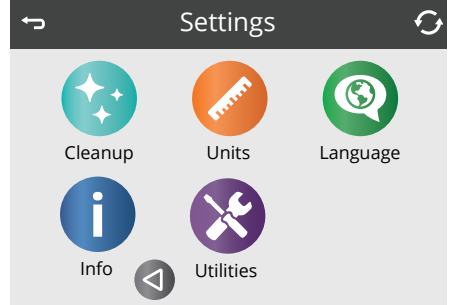 Settings
Cleanup
Units
Language
Info
Utilities